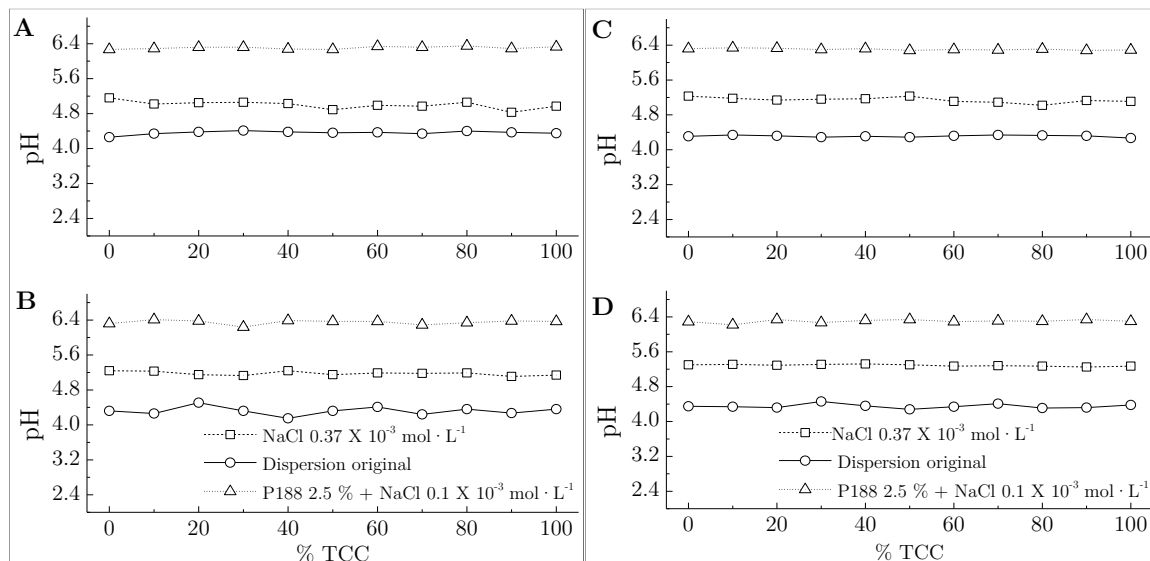 A
pH
6.4
5.6
4.8
4.0
3.2
2.4
0 20 40 60 80 100
B
pH
6.4
5.6
4.8
4.0
3.2
2.4
NaCl 0.37 X 10⁻³ mol · L⁻¹
Dispersion original
P188 2.5 % + NaCl 0.1 X 10⁻³ mol · L⁻¹
0 20 40 60 80 100
% TCC
C
pH
6.4
5.6
4.8
4.0
3.2
2.4
0 20 40 60 80 100
D
pH
6.4
5.6
4.8
4.0
3.2
2.4
NaCl 0.37 X 10⁻³ mol · L⁻¹
Dispersion original
P188 2.5 % + NaCl 0.1 X 10⁻³ mol · L⁻¹
0 20 40 60 80 100
% TCC